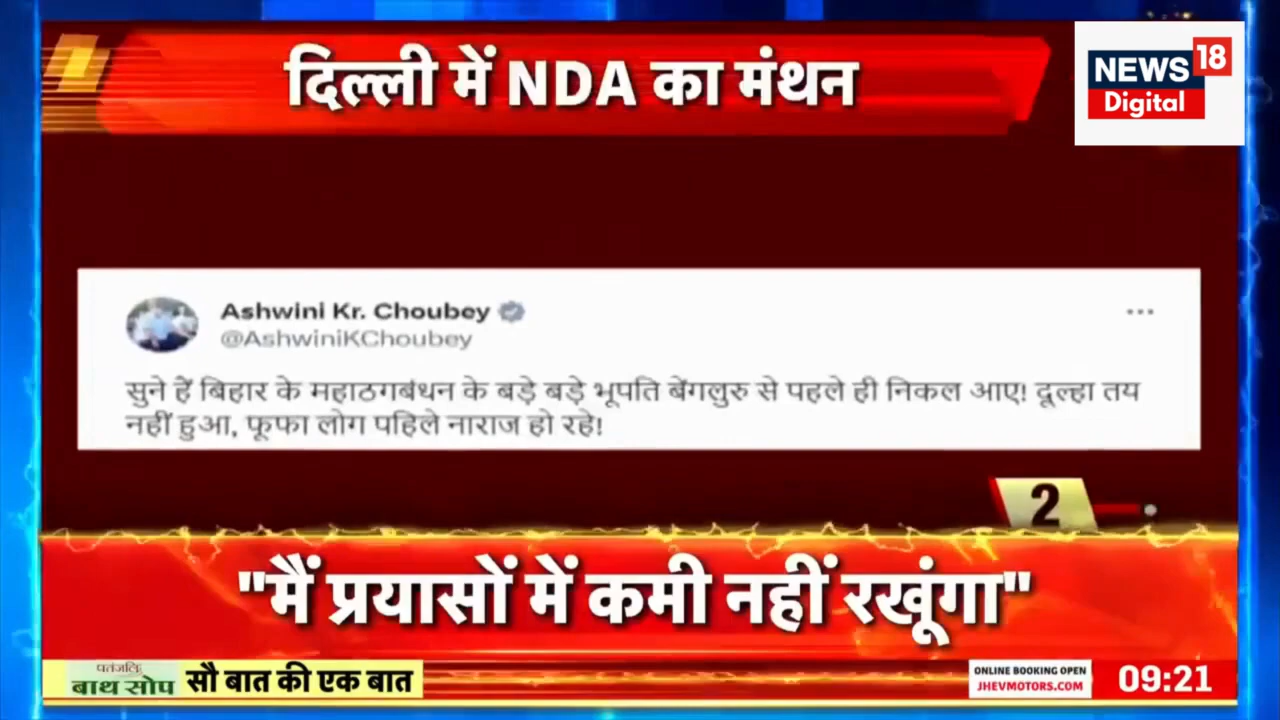 दिल्ली में NDA का मंथन
NEWS 18
Digital
Ashwini Kr. Choubey
@AshwiniKChoubey
सुने हैं बिहार के महाठगबंधन के बड़े बड़े भूपति बेंगलुरु से पहले ही निकल आए! दूल्हा तय
नहीं हुआ, फूफा लोग पहिले नाराज हो रहे!
2
"मैं प्रयासों में कमी नहीं रखूंगा"
पतंजलि
बाथ सोप
सौ बात की एक बात
ONLINE BOOKING OPEN
JHEVMOTORS.COM
09:21